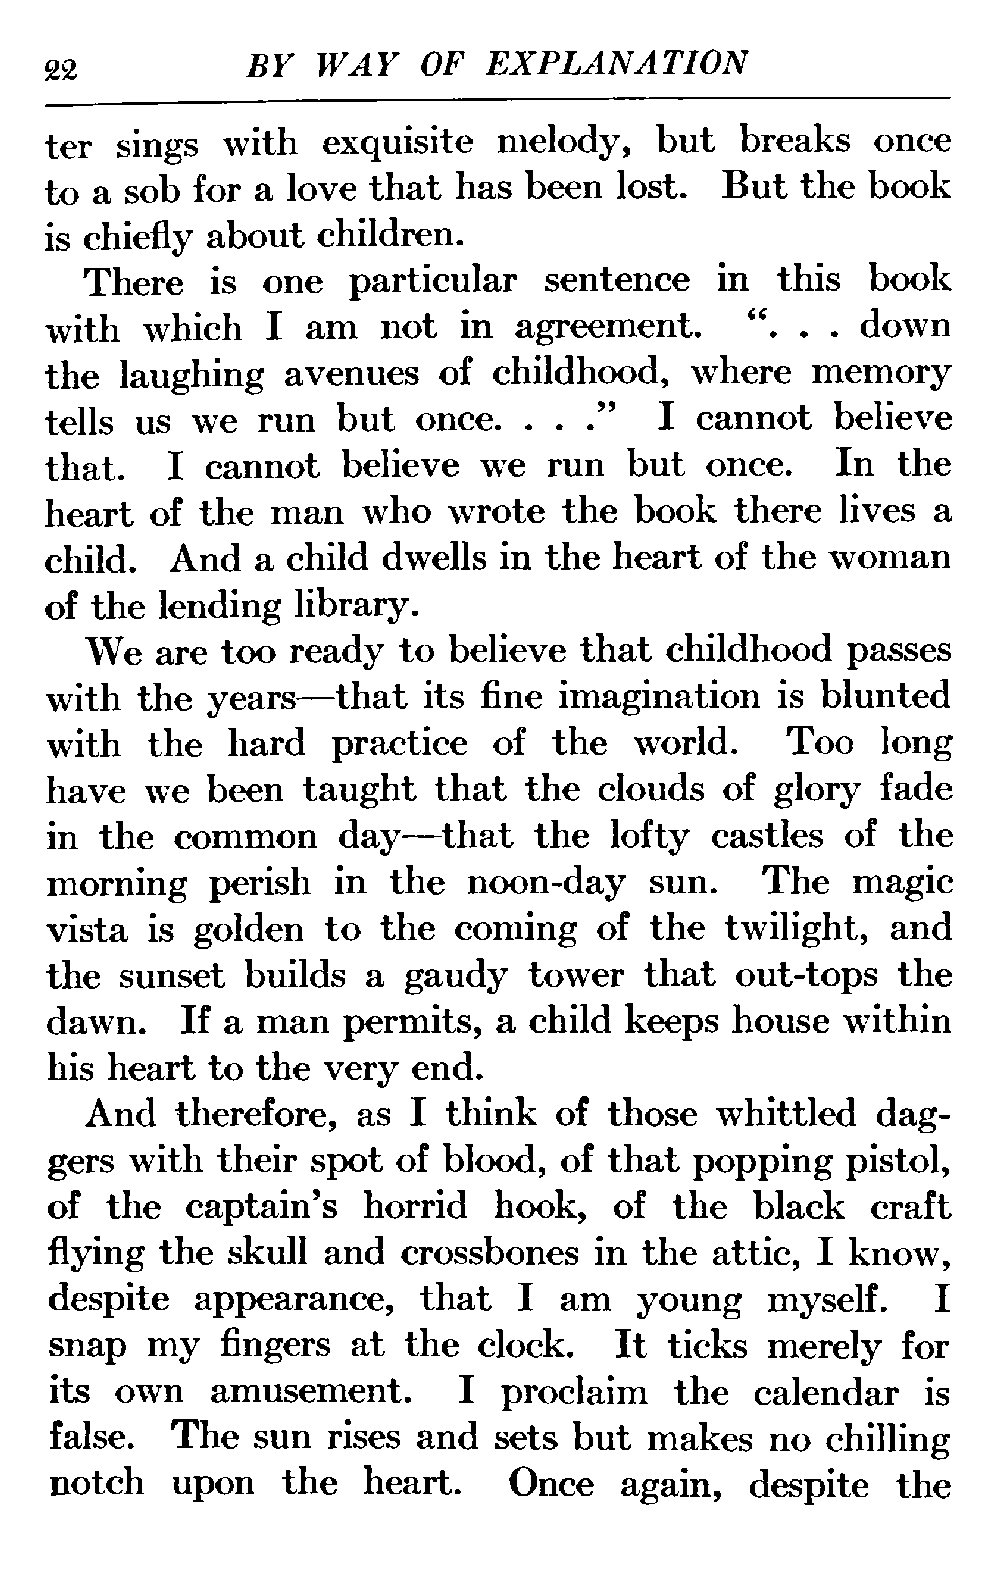 22 BY WAY OF EXPLANATION
ter sings with exquisite melody, but breaks once
to a sob for a love that has been lost. But the book
is chiefly about children.
There is one particular sentence in this book
with which I am not in agreement. “. . . down
the laughing avenues of childhood, where memory
tells us we run but once. . . .” I cannot believe
that. I cannot believe we run but once. In the
heart of the man who wrote the book there lives a
child. And a child dwells in the heart of the woman
of the lending library.
We are too ready to believe that childhood passes
with the years—that its fine imagination is blunted
with the hard practice of the world. Too long
have we been taught that the clouds of glory fade
in the common day—that the lofty castles of the
morning perish in the noon-day sun. The magic
vista is golden to the coming of the twilight, and
the sunset builds a gaudy tower that out-tops the
dawn. If a man permits, a child keeps house within
his heart to the very end.
And therefore, as I think of those whittled dag-
gers with their spot of blood, of that popping pistol,
of the captain’s horrid hook, of the black craft
flying the skull and crossbones in the attic, I know,
despite appearance, that I am young myself. I
snap my fingers at the clock. It ticks merely for
its own amusement. I proclaim the calendar is
false. The sun rises and sets but makes no chilling
notch upon the heart. Once again, despite the